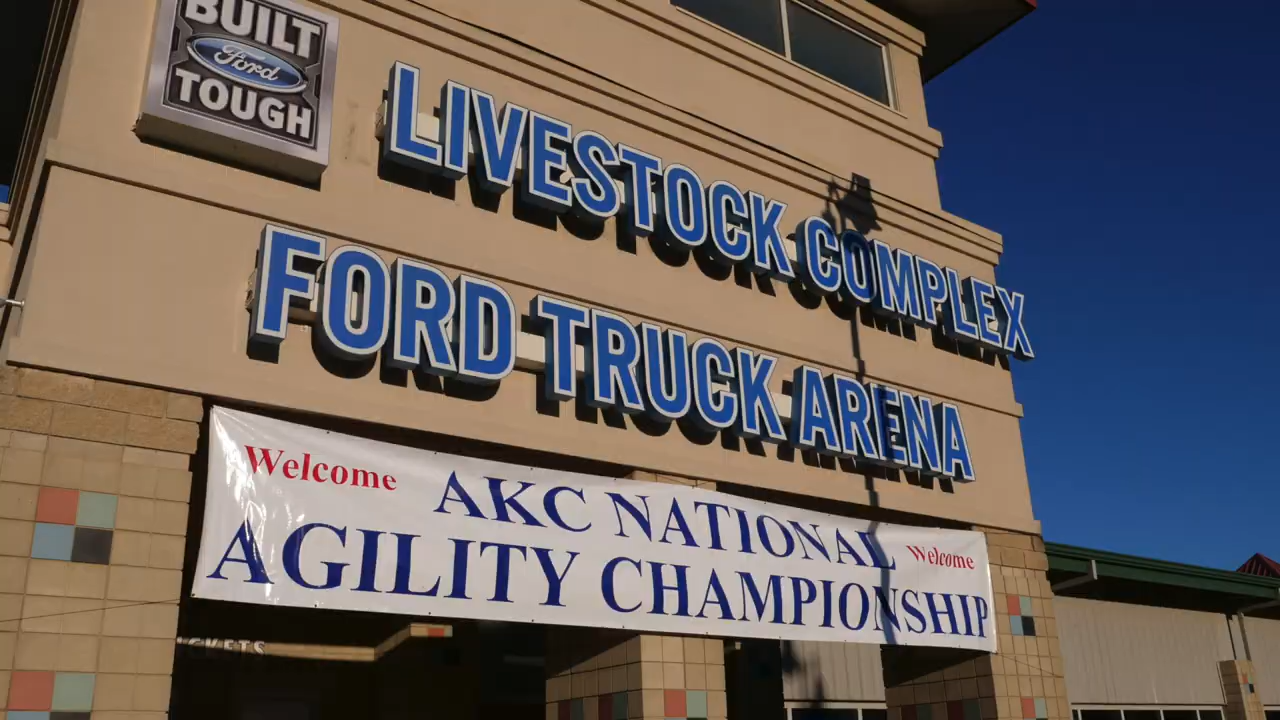 BUILT
Ford
TOUGH
LIVESTOCK COMPLEX
FORD TRUCK ARENA
Welcome AKC NATIONAL Welcome
AGILITY CHAMPIONSHIP